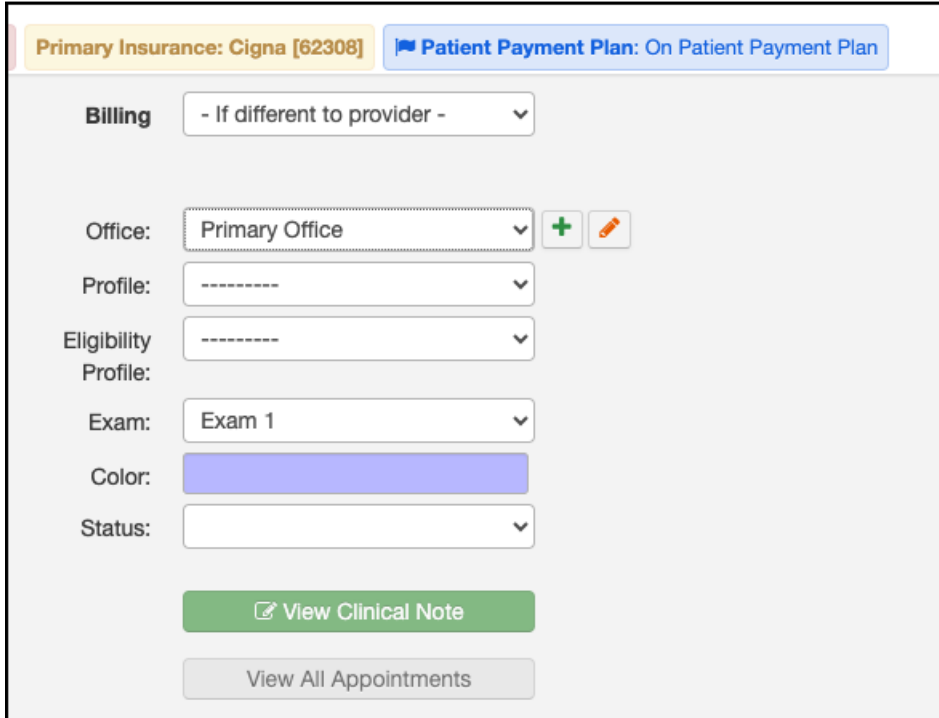 Primary Insurance: Cigna [62308] Patient Payment Plan: On Patient Payment Plan
Billing - If different to provider -
Office: Primary Office
Profile: ---------
Eligibility Profile: ---------
Exam: Exam 1
Color:
Status:
View Clinical Note
View All Appointments